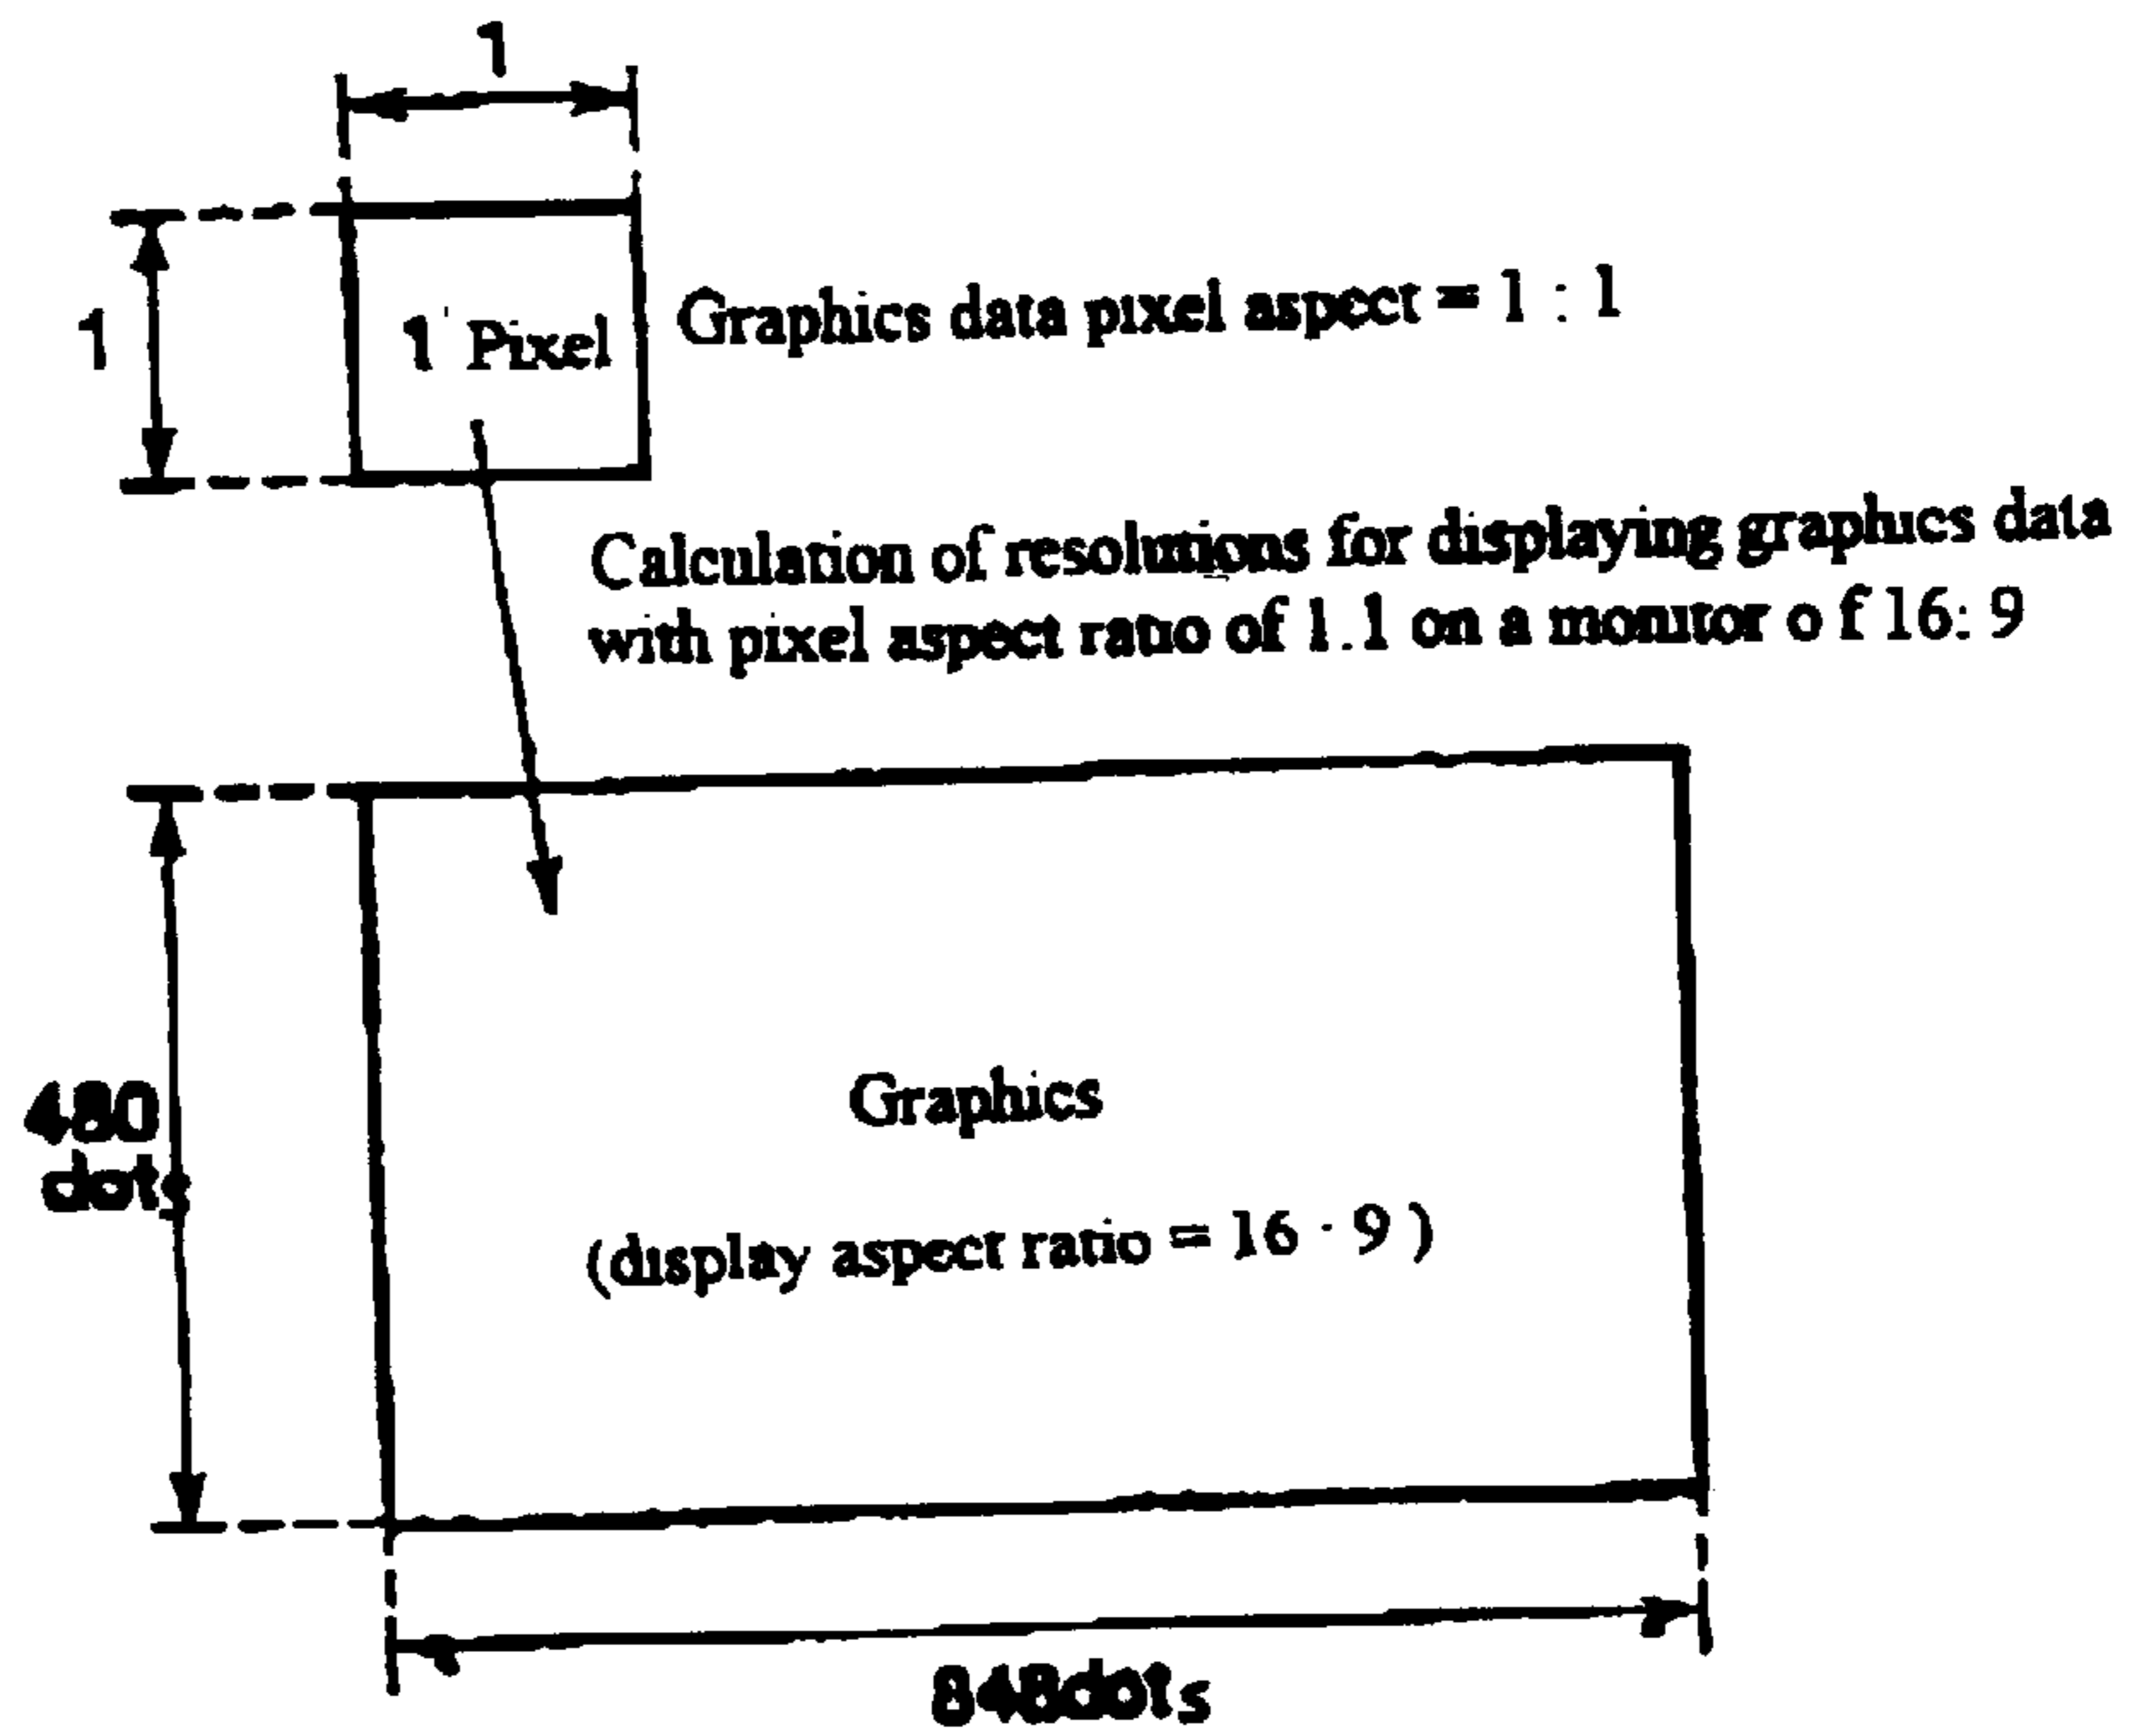 1
1
1 Pixel
Graphics data pixel aspect = 1 : 1
Calculation of resolutions for displaying graphics data
with pixel aspect ratio of 1.1 on a monitor o f 16: 9
480
dots
Graphics
(display aspect ratio = 16 · 9 )
848dots